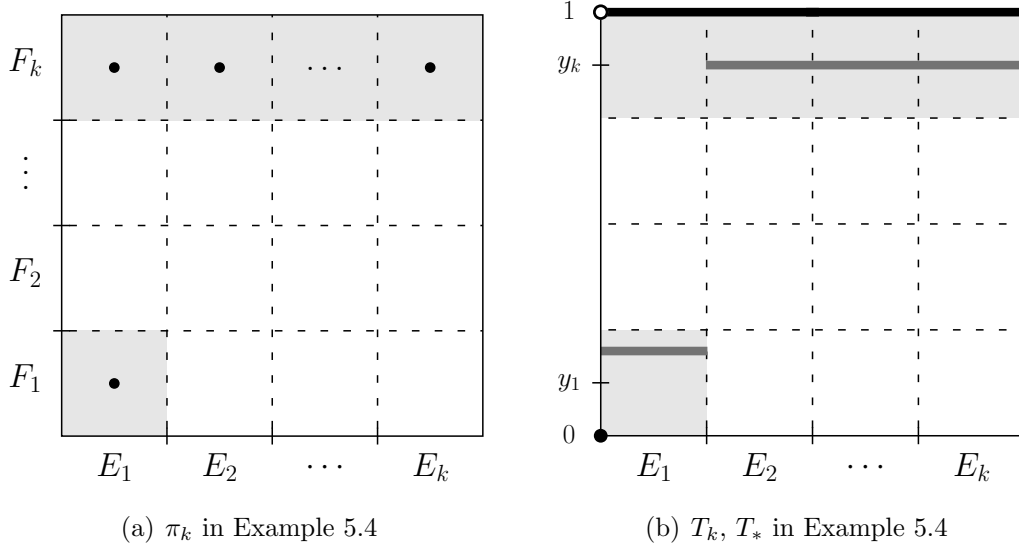 F_k
⋮
F_2
F_1
E_1 E_2 ⋯ E_k
⋯
(a) π_k in Example 5.4
1
y_k
y_1
0
E_1 E_2 ⋯ E_k
(b) T_k, T_* in Example 5.4